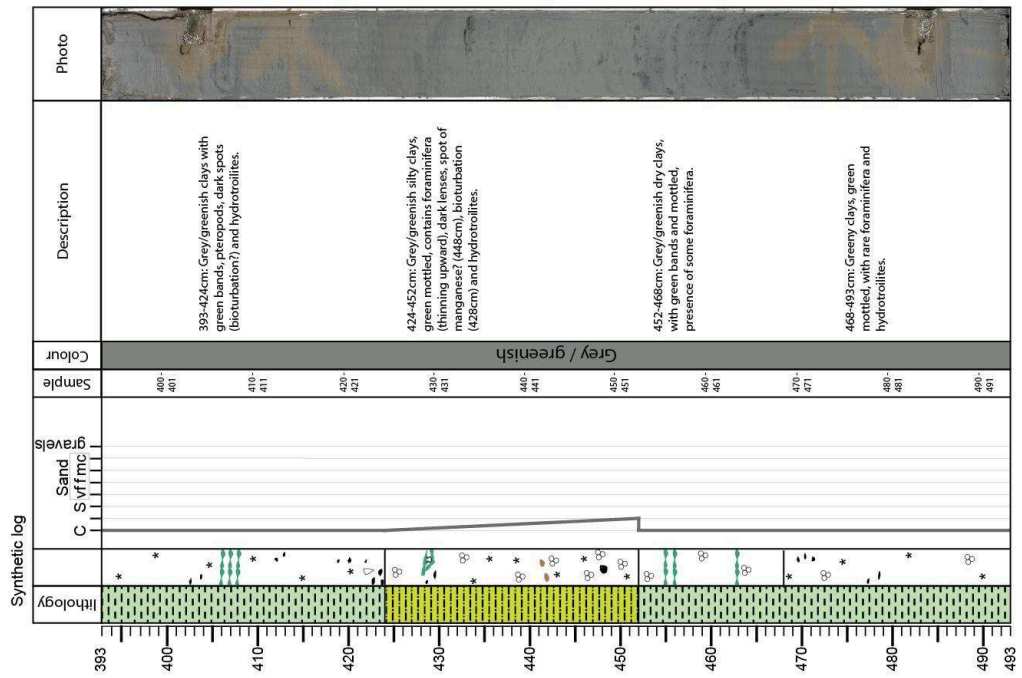 Photo
Description
Colour
Sample
gravels
Sand
vf f m c
S
C
Synthetic log
lithology
393-424cm: Grey/greenish clays with
green bands, pteropods, dark spots
(bioturbation?) and hydrotroilites.
424-452cm: Grey/greenish silty clays,
green mottled, contains foraminifera
(thinning upward), dark lenses, spot of
manganese? (448cm), bioturbation
(428cm) and hydrotroilites.
452-468cm: Grey/greenish dry clays,
with green bands and mottled,
presence of some foraminifera.
468-493cm: Greeny clays, green
mottled, with rare foraminifera and
hydrotroilites.
Grey / greenish
400-
401
410-
411
420-
421
430-
431
440-
441
450-
451
460-
461
470-
471
480-
481
490-
491
393
400
410
420
430
440
450
460
470
480
490
493